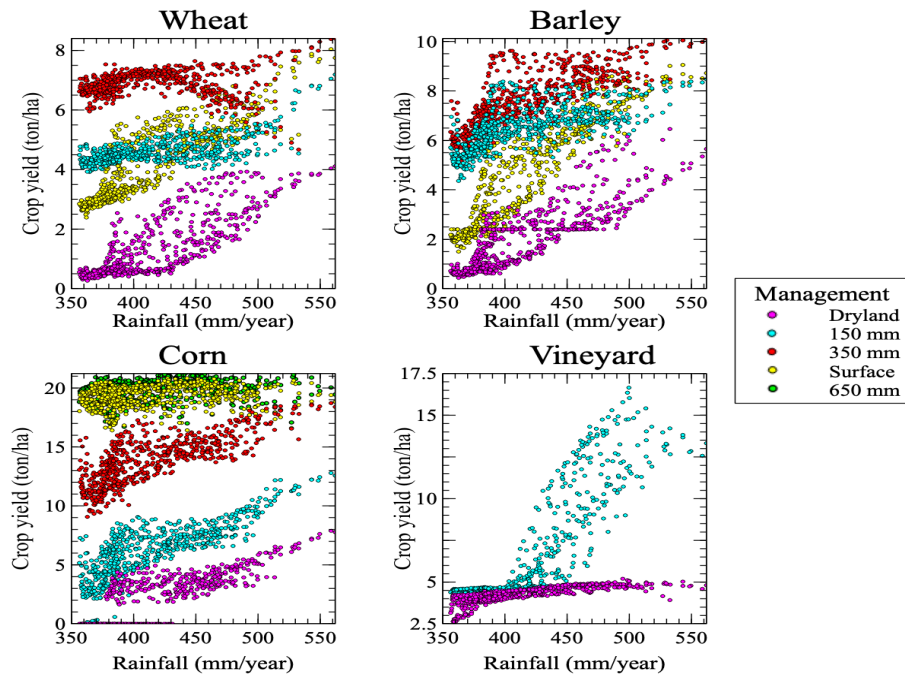 Wheat
Barley
Crop yield (ton/ha)
8
6
4
2
0
350 400 450 500 550
Rainfall (mm/year)
Crop yield (ton/ha)
10
8
6
4
2
0
350 400 450 500 550
Rainfall (mm/year)
Management
Dryland
150 mm
350 mm
Surface
650 mm
Corn
Vineyard
Crop yield (ton/ha)
20
15
10
5
0
350 400 450 500 550
Rainfall (mm/year)
Crop yield (ton/ha)
17.5
15
10
5
2.5
350 400 450 500 550
Rainfall (mm/year)